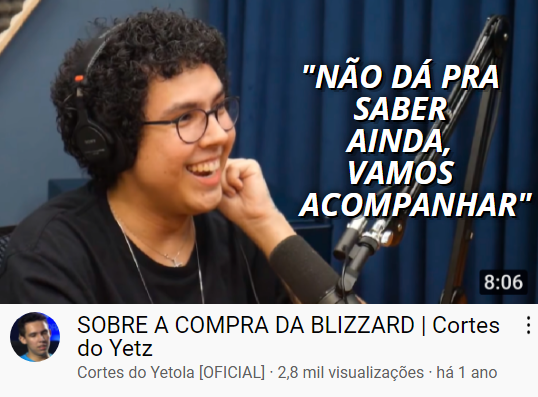 "NÃO DÁ PRA
SABER
AINDA,
VAMOS
ACOMPANHAR"
8:06
SOBRE A COMPRA DA BLIZZARD | Cortes
do Yetz
Cortes do Yetola [OFICIAL] · 2,8 mil visualizações · há 1 ano